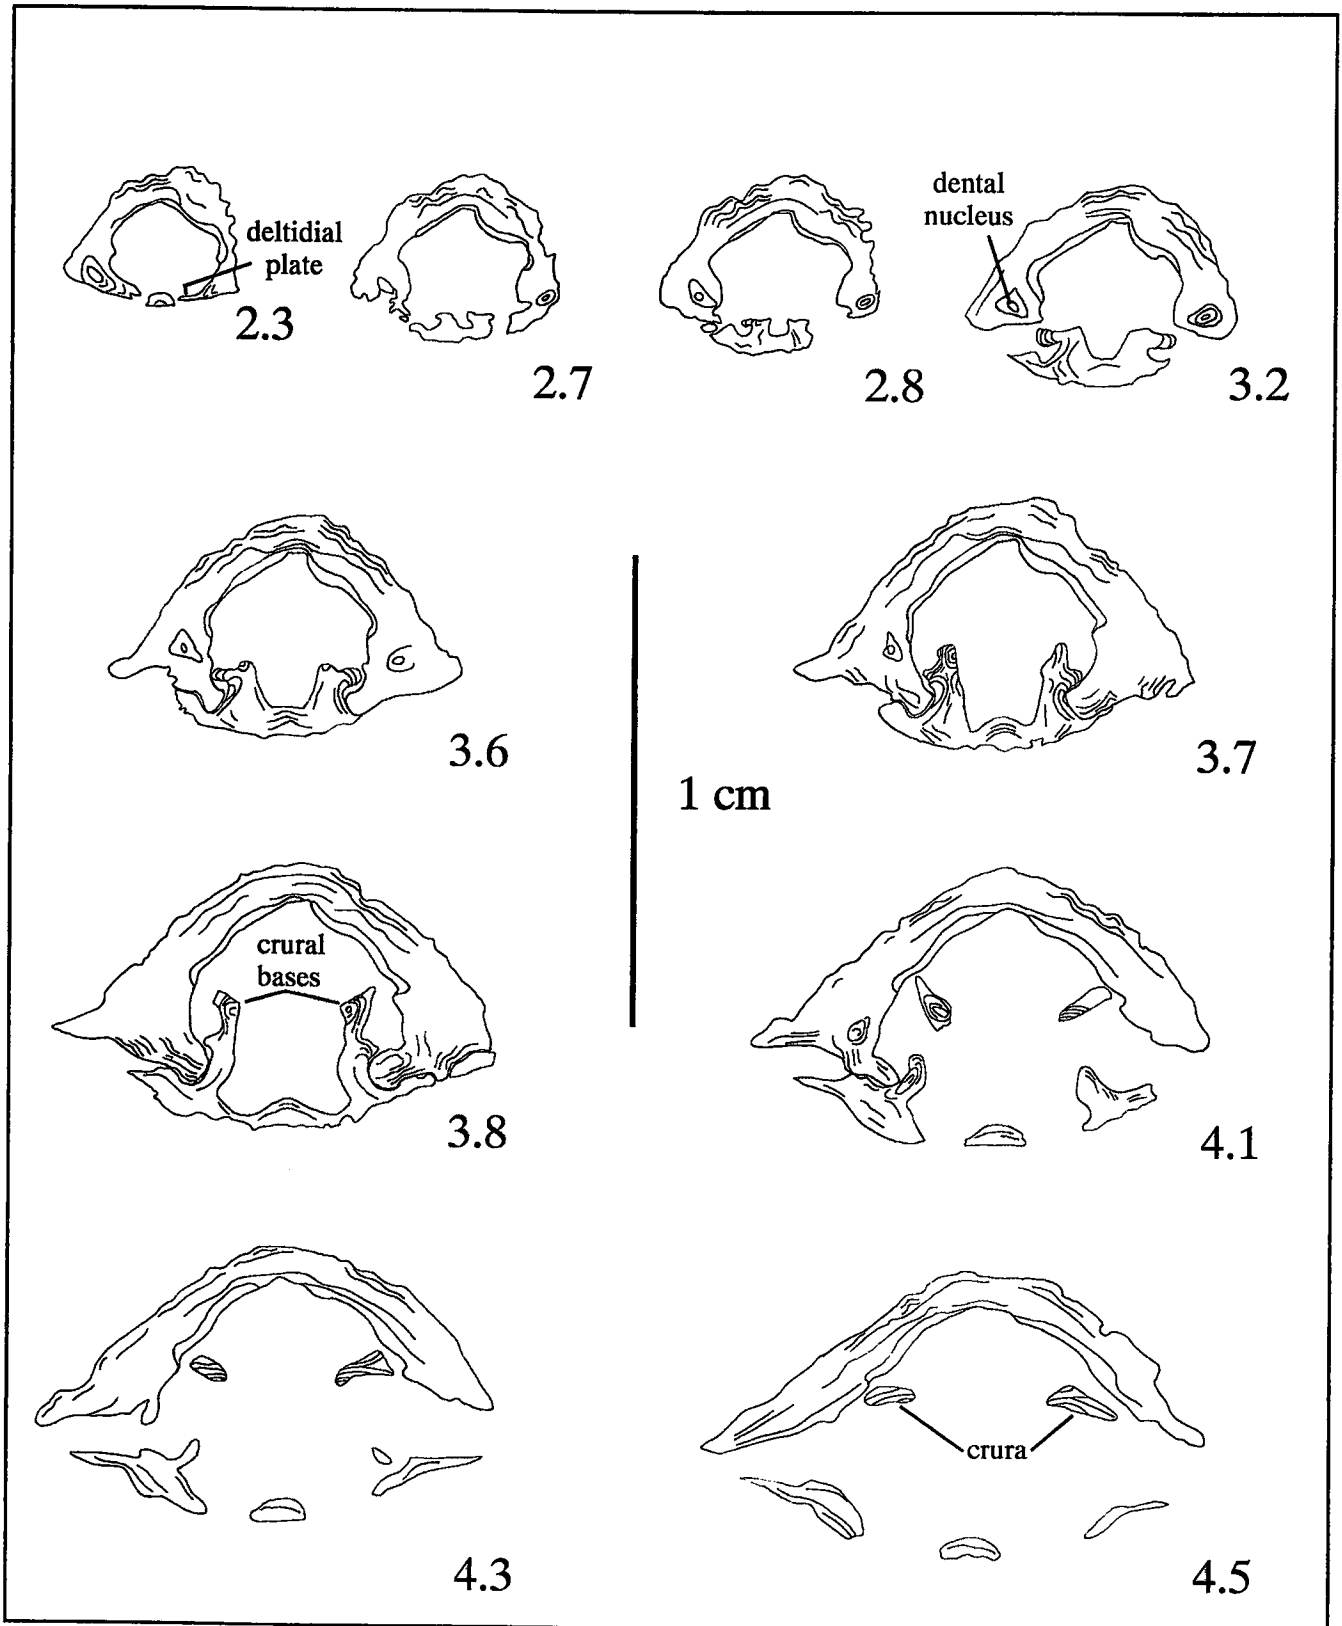 deltidial
plate
2.3
2.7
2.8
dental
nucleus
3.2
3.6
1 cm
3.7
crural
bases
3.8
4.1
4.3
crura
4.5